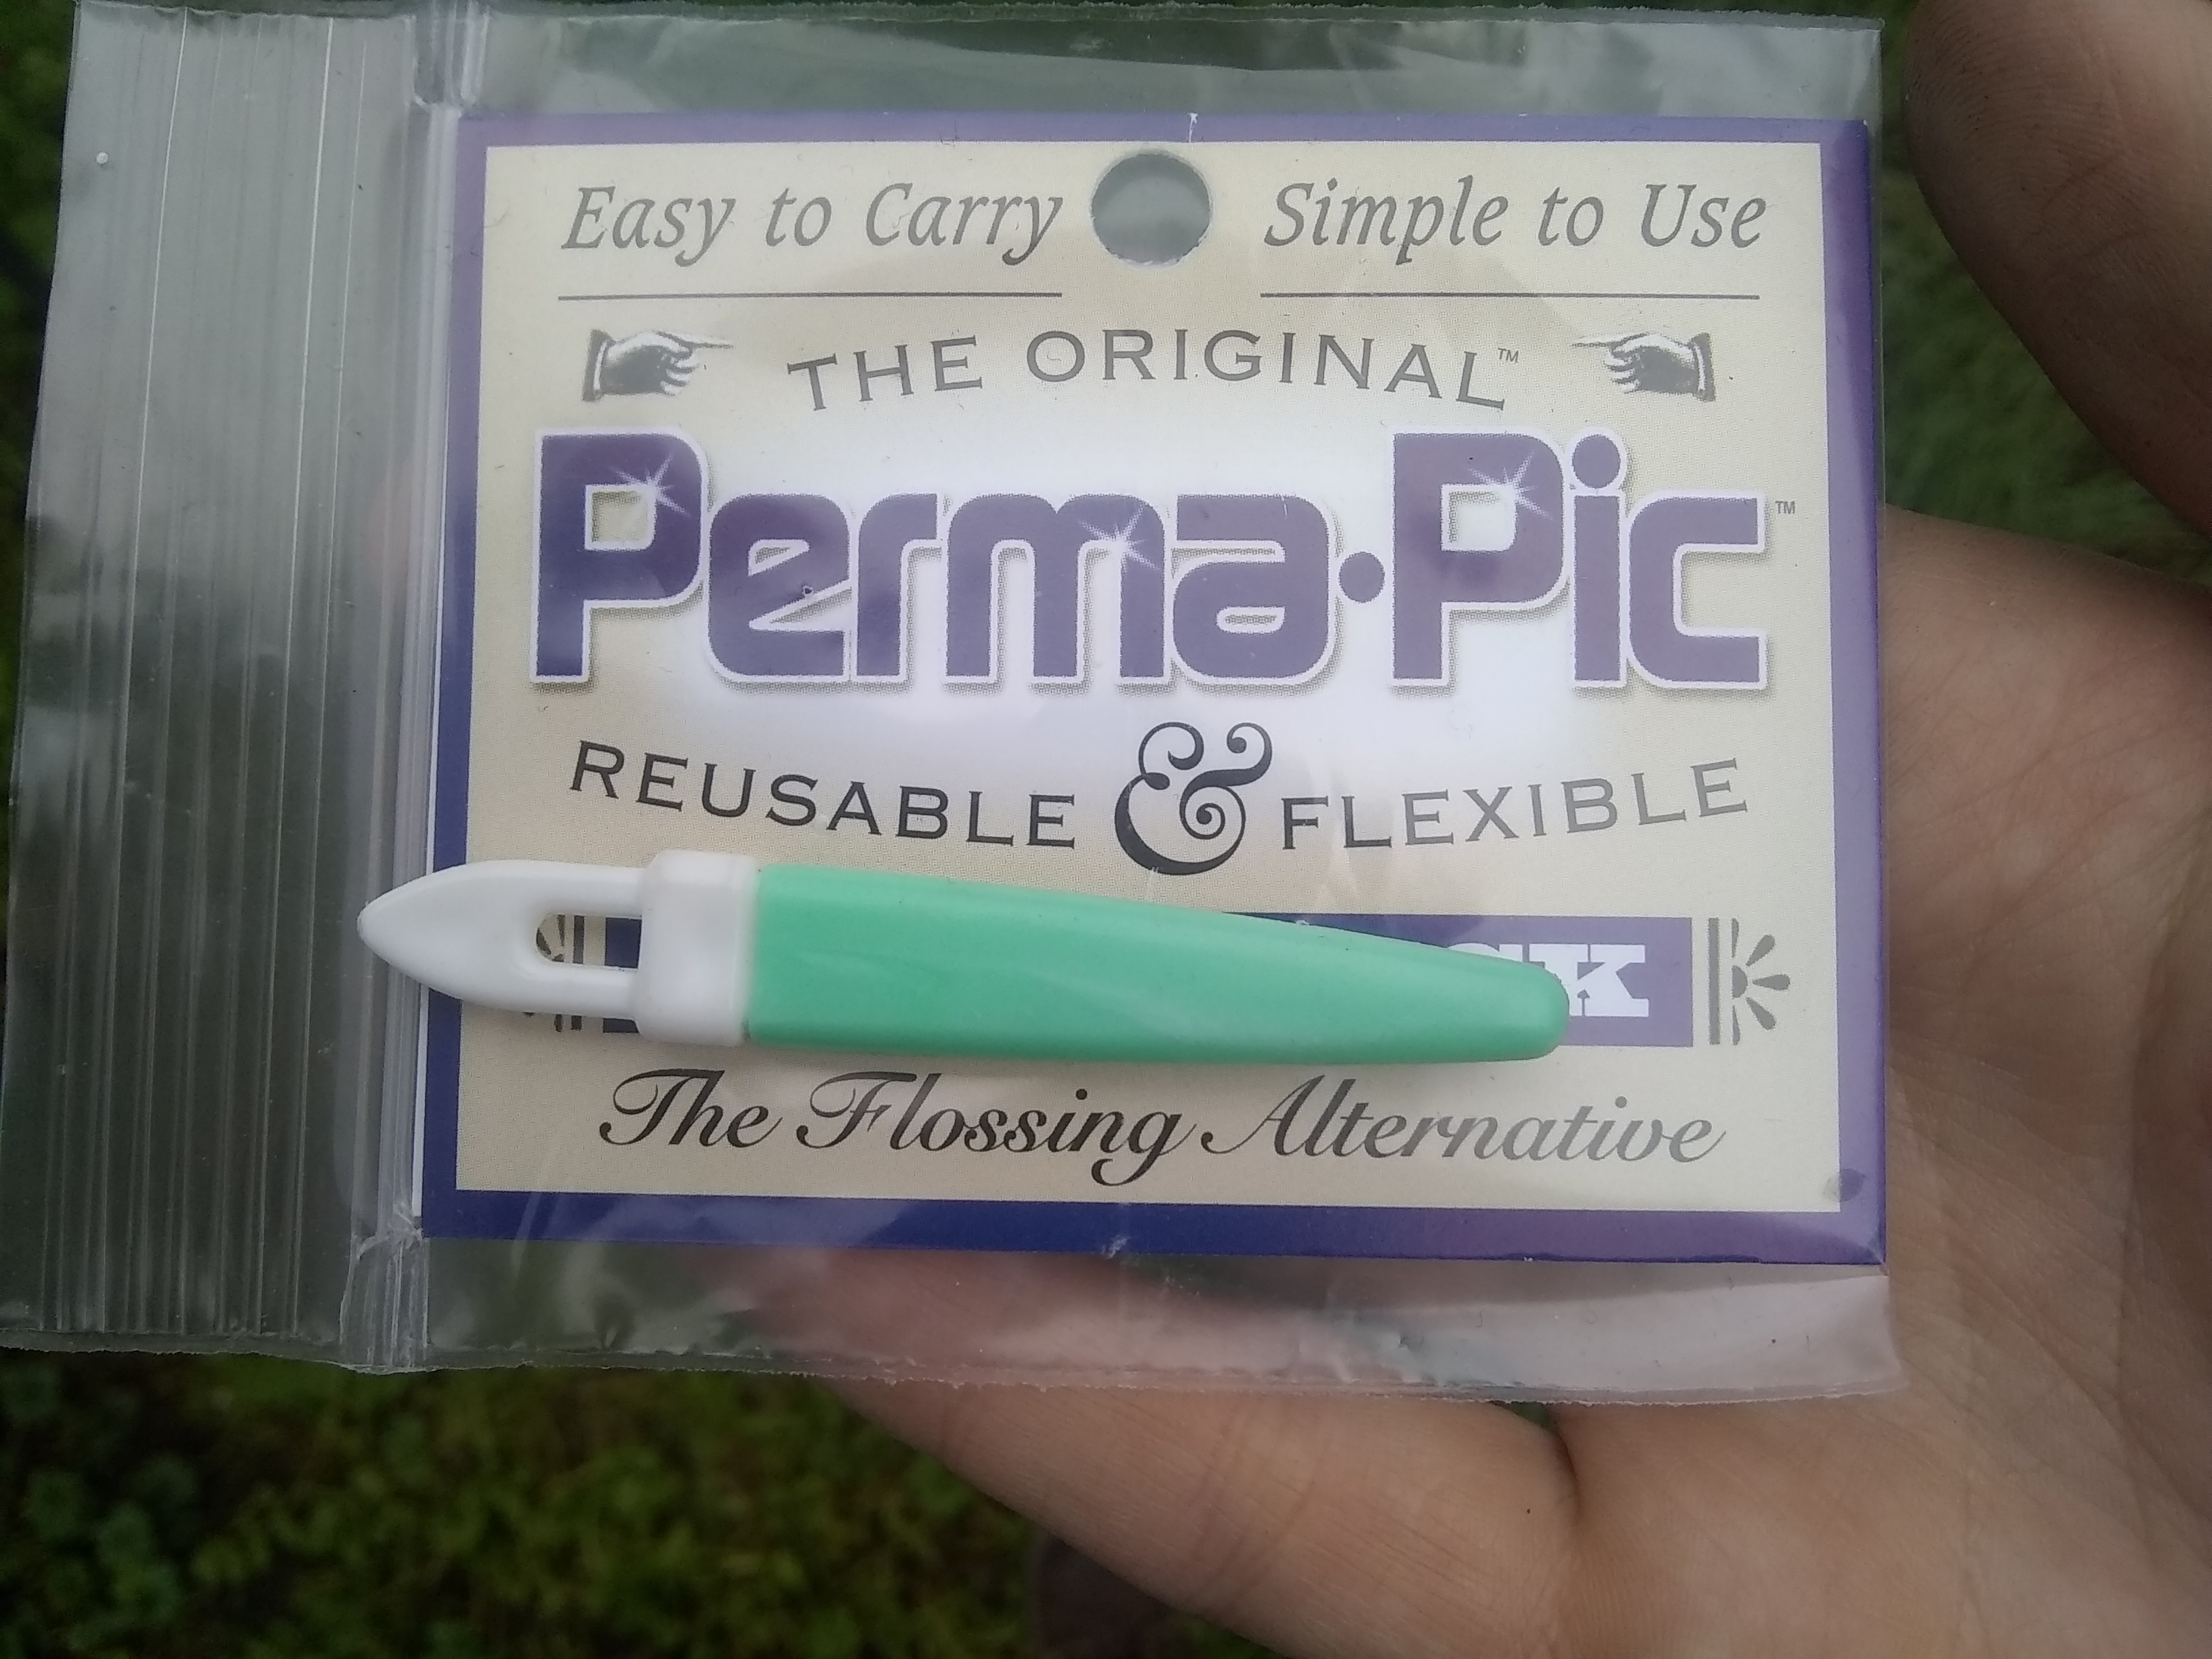 Easy to Carry Simple to Use
THE ORIGINAL™
Perma·Pic™
REUSABLE & FLEXIBLE
The Flossing Alternative